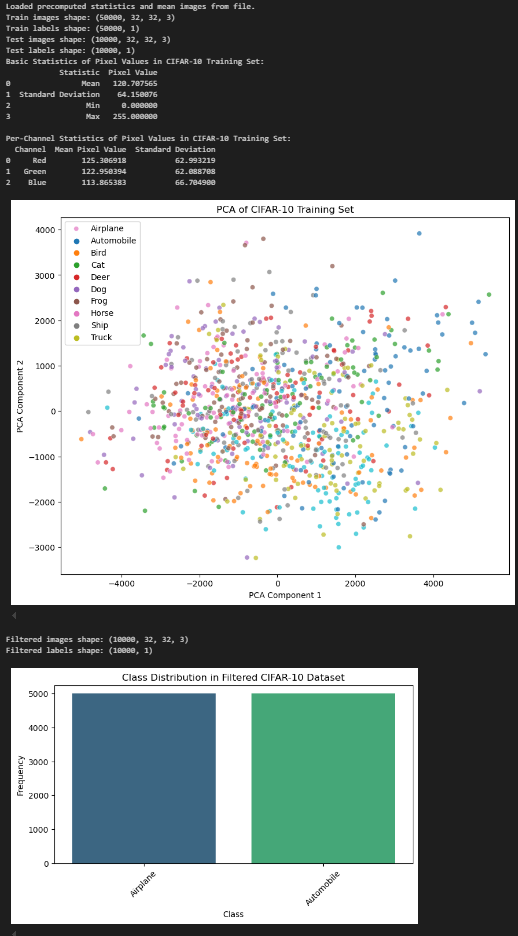 Loaded precomputed statistics and mean images from file.
Train images shape: (50000, 32, 32, 3)
Train labels shape: (50000, 1)
Test images shape: (10000, 32, 32, 3)
Test labels shape: (10000, 1)
Basic Statistics of Pixel Values in CIFAR-10 Training Set:
Statistic Pixel Value
0 Mean 120.707565
1 Standard Deviation 64.150076
2 Min 0.000000
3 Max 255.000000
Per-Channel Statistics of Pixel Values in CIFAR-10 Training Set:
Channel Mean Pixel Value Standard Deviation
0 Red 125.306918 62.993219
1 Green 122.950394 62.088708
2 Blue 113.865383 66.704900
PCA of CIFAR-10 Training Set
Airplane
Automobile
Bird
Cat
Deer
Dog
Frog
Horse
Ship
Truck
4000
3000
2000
1000
0
−1000
−2000
−3000
PCA Component 2
−4000 −2000 0 2000 4000
PCA Component 1
Filtered images shape: (10000, 32, 32, 3)
Filtered labels shape: (10000, 1)
Class Distribution in Filtered CIFAR-10 Dataset
5000
4000
3000
2000
1000
0
Frequency
Airplane
Automobile
Class